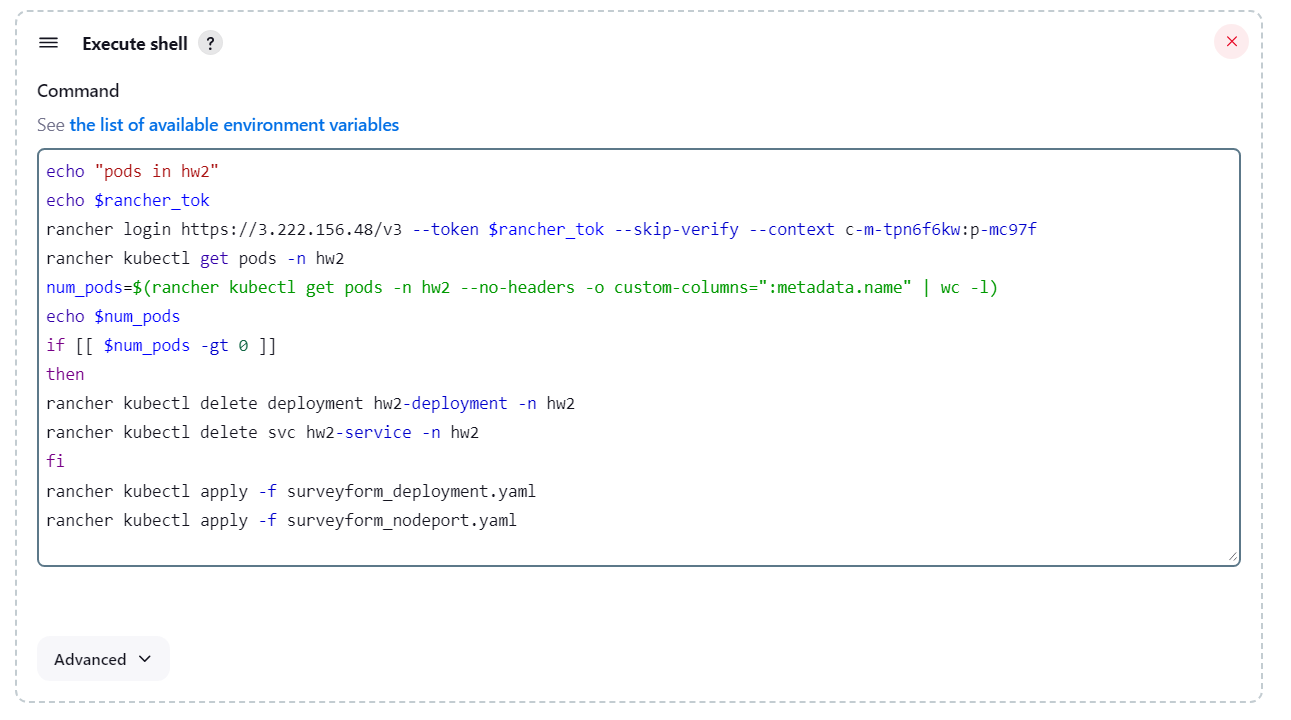 Execute shell ?
Command
See the list of available environment variables
echo "pods in hw2"
echo $rancher_tok
rancher login https://3.222.156.48/v3 --token $rancher_tok --skip-verify --context c-m-tpn6f6kw:p-mc97f
rancher kubectl get pods -n hw2
num_pods=$(rancher kubectl get pods -n hw2 --no-headers -o custom-columns=":metadata.name" | wc -l)
echo $num_pods
if [[ $num_pods -gt 0 ]]
then
rancher kubectl delete deployment hw2-deployment -n hw2
rancher kubectl delete svc hw2-service -n hw2
fi
rancher kubectl apply -f surveyform_deployment.yaml
rancher kubectl apply -f surveyform_nodeport.yaml
Advanced